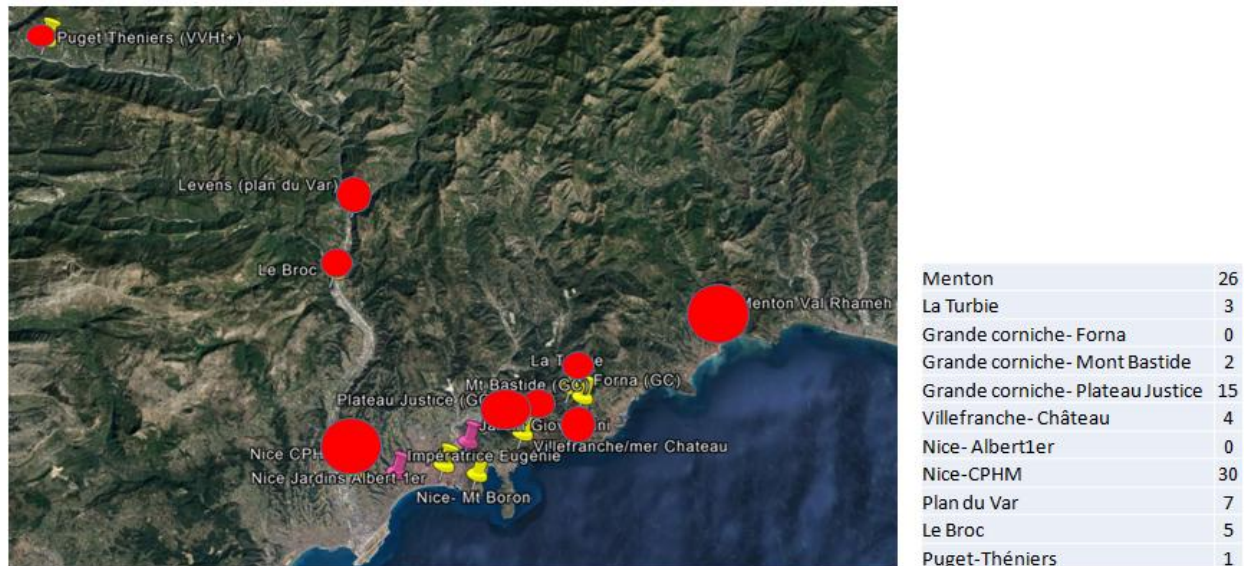 Puget Theniers (VVHt+)
Levens (plan du Var)
Le Broc
Menton Val Rhameh
La
Mt Bastide (GC) Forna (GC)
Plateau Justice (GC
Villefranche/mer Chateau
Nice CPH
Impératrice Eugénie
Nice Jardins Albert 1er
Nice- Mt Boron
Menton 26
La Turbie 3
Grande corniche- Forna 0
Grande corniche- Mont Bastide 2
Grande corniche- Plateau Justice 15
Villefranche- Château 4
Nice- Albert1er 0
Nice-CPHM 30
Plan du Var 7
Le Broc 5
Puget-Théniers 1